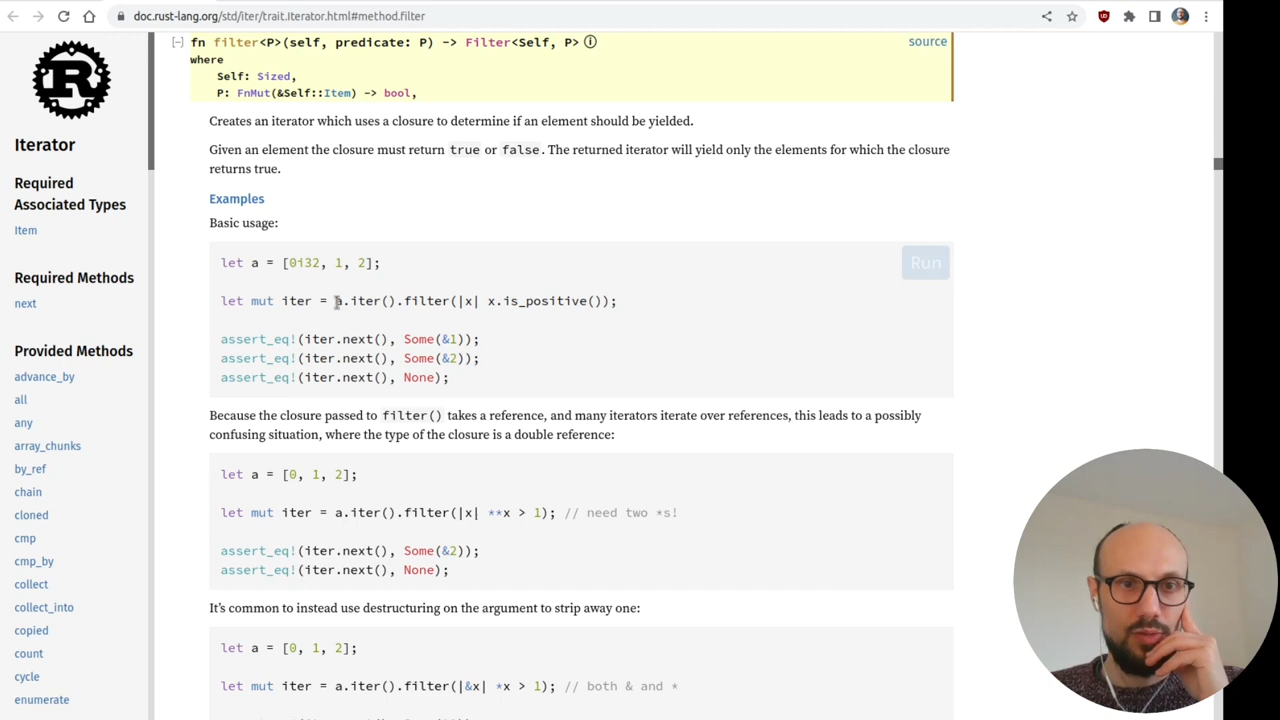 doc.rust-lang.org/std/iter/trait.Iterator.html#method.filter
R
Iterator
Required
Associated Types
Item
Required Methods
next
Provided Methods
advance_by
all
any
array_chunks
by_ref
chain
cloned
cmp
cmp_by
collect
collect_into
copied
count
cycle
enumerate
[−] fn filter<P>(self, predicate: P) -> Filter<Self, P> ⓘ source
where
Self: Sized,
P: FnMut(&Self::Item) -> bool,
Creates an iterator which uses a closure to determine if an element should be yielded.
Given an element the closure must return true or false. The returned iterator will yield only the elements for which the closure
returns true.
Examples
Basic usage:
Run
let a = [0i32, 1, 2];
let mut iter = a.iter().filter(|x| x.is_positive());
assert_eq!(iter.next(), Some(&1));
assert_eq!(iter.next(), Some(&2));
assert_eq!(iter.next(), None);
Because the closure passed to filter() takes a reference, and many iterators iterate over references, this leads to a possibly
confusing situation, where the type of the closure is a double reference:
let a = [0, 1, 2];
let mut iter = a.iter().filter(|x| **x > 1); // need two *s!
assert_eq!(iter.next(), Some(&2));
assert_eq!(iter.next(), None);
It's common to instead use destructuring on the argument to strip away one:
let a = [0, 1, 2];
let mut iter = a.iter().filter(|&x| *x > 1); // both & and *